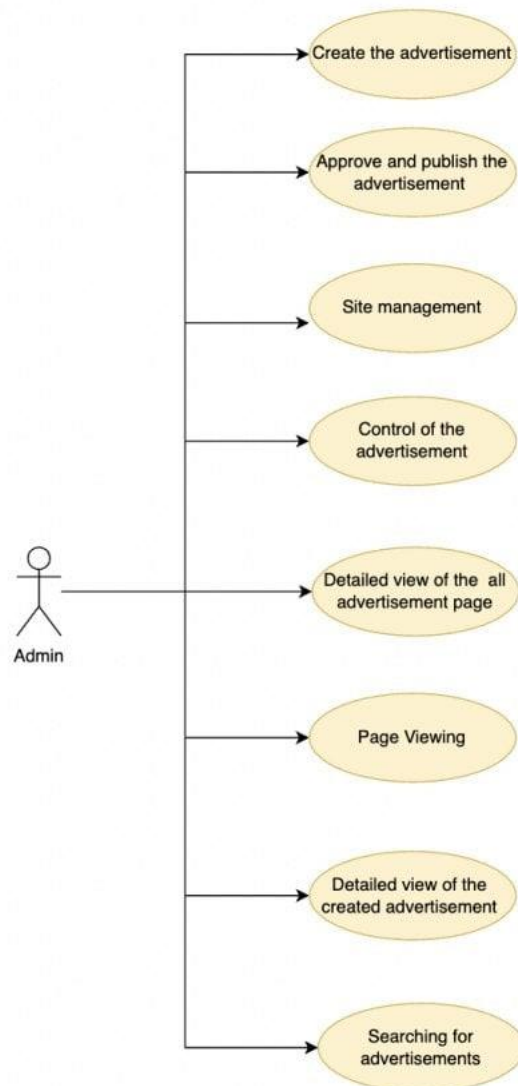 Create the advertisement
Approve and publish the
advertisement
Site management
Control of the
advertisement
Detailed view of the all
advertisement page
Admin
Page Viewing
Detailed view of the
created advertisement
Searching for
advertisements